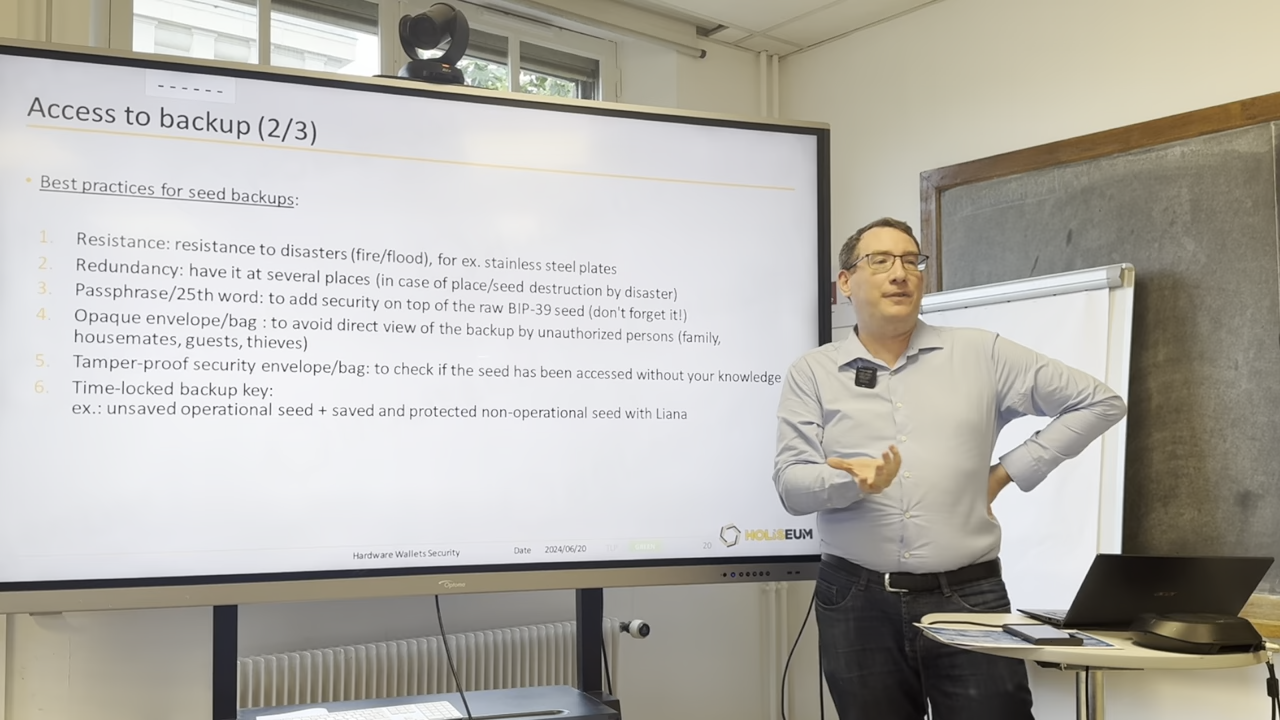 Access to backup (2/3)
• Best practices for seed backups:
1. Resistance: resistance to disasters (fire/flood), for ex. stainless steel plates
2. Redundancy: have it at several places (in case of place/seed destruction by disaster)
3. Passphrase/25th word: to add security on top of the raw BIP-39 seed (don't forget it!)
4. Opaque envelope/bag : to avoid direct view of the backup by unauthorized persons (family,
housemates, guests, thieves)
5. Tamper-proof security envelope/bag: to check if the seed has been accessed without your knowledge
6. Time-locked backup key:
ex.: unsaved operational seed + saved and protected non-operational seed with Liana
Hardware Wallets Security Date 2024/06/20 20
HOLISEUM
Optoma
acer